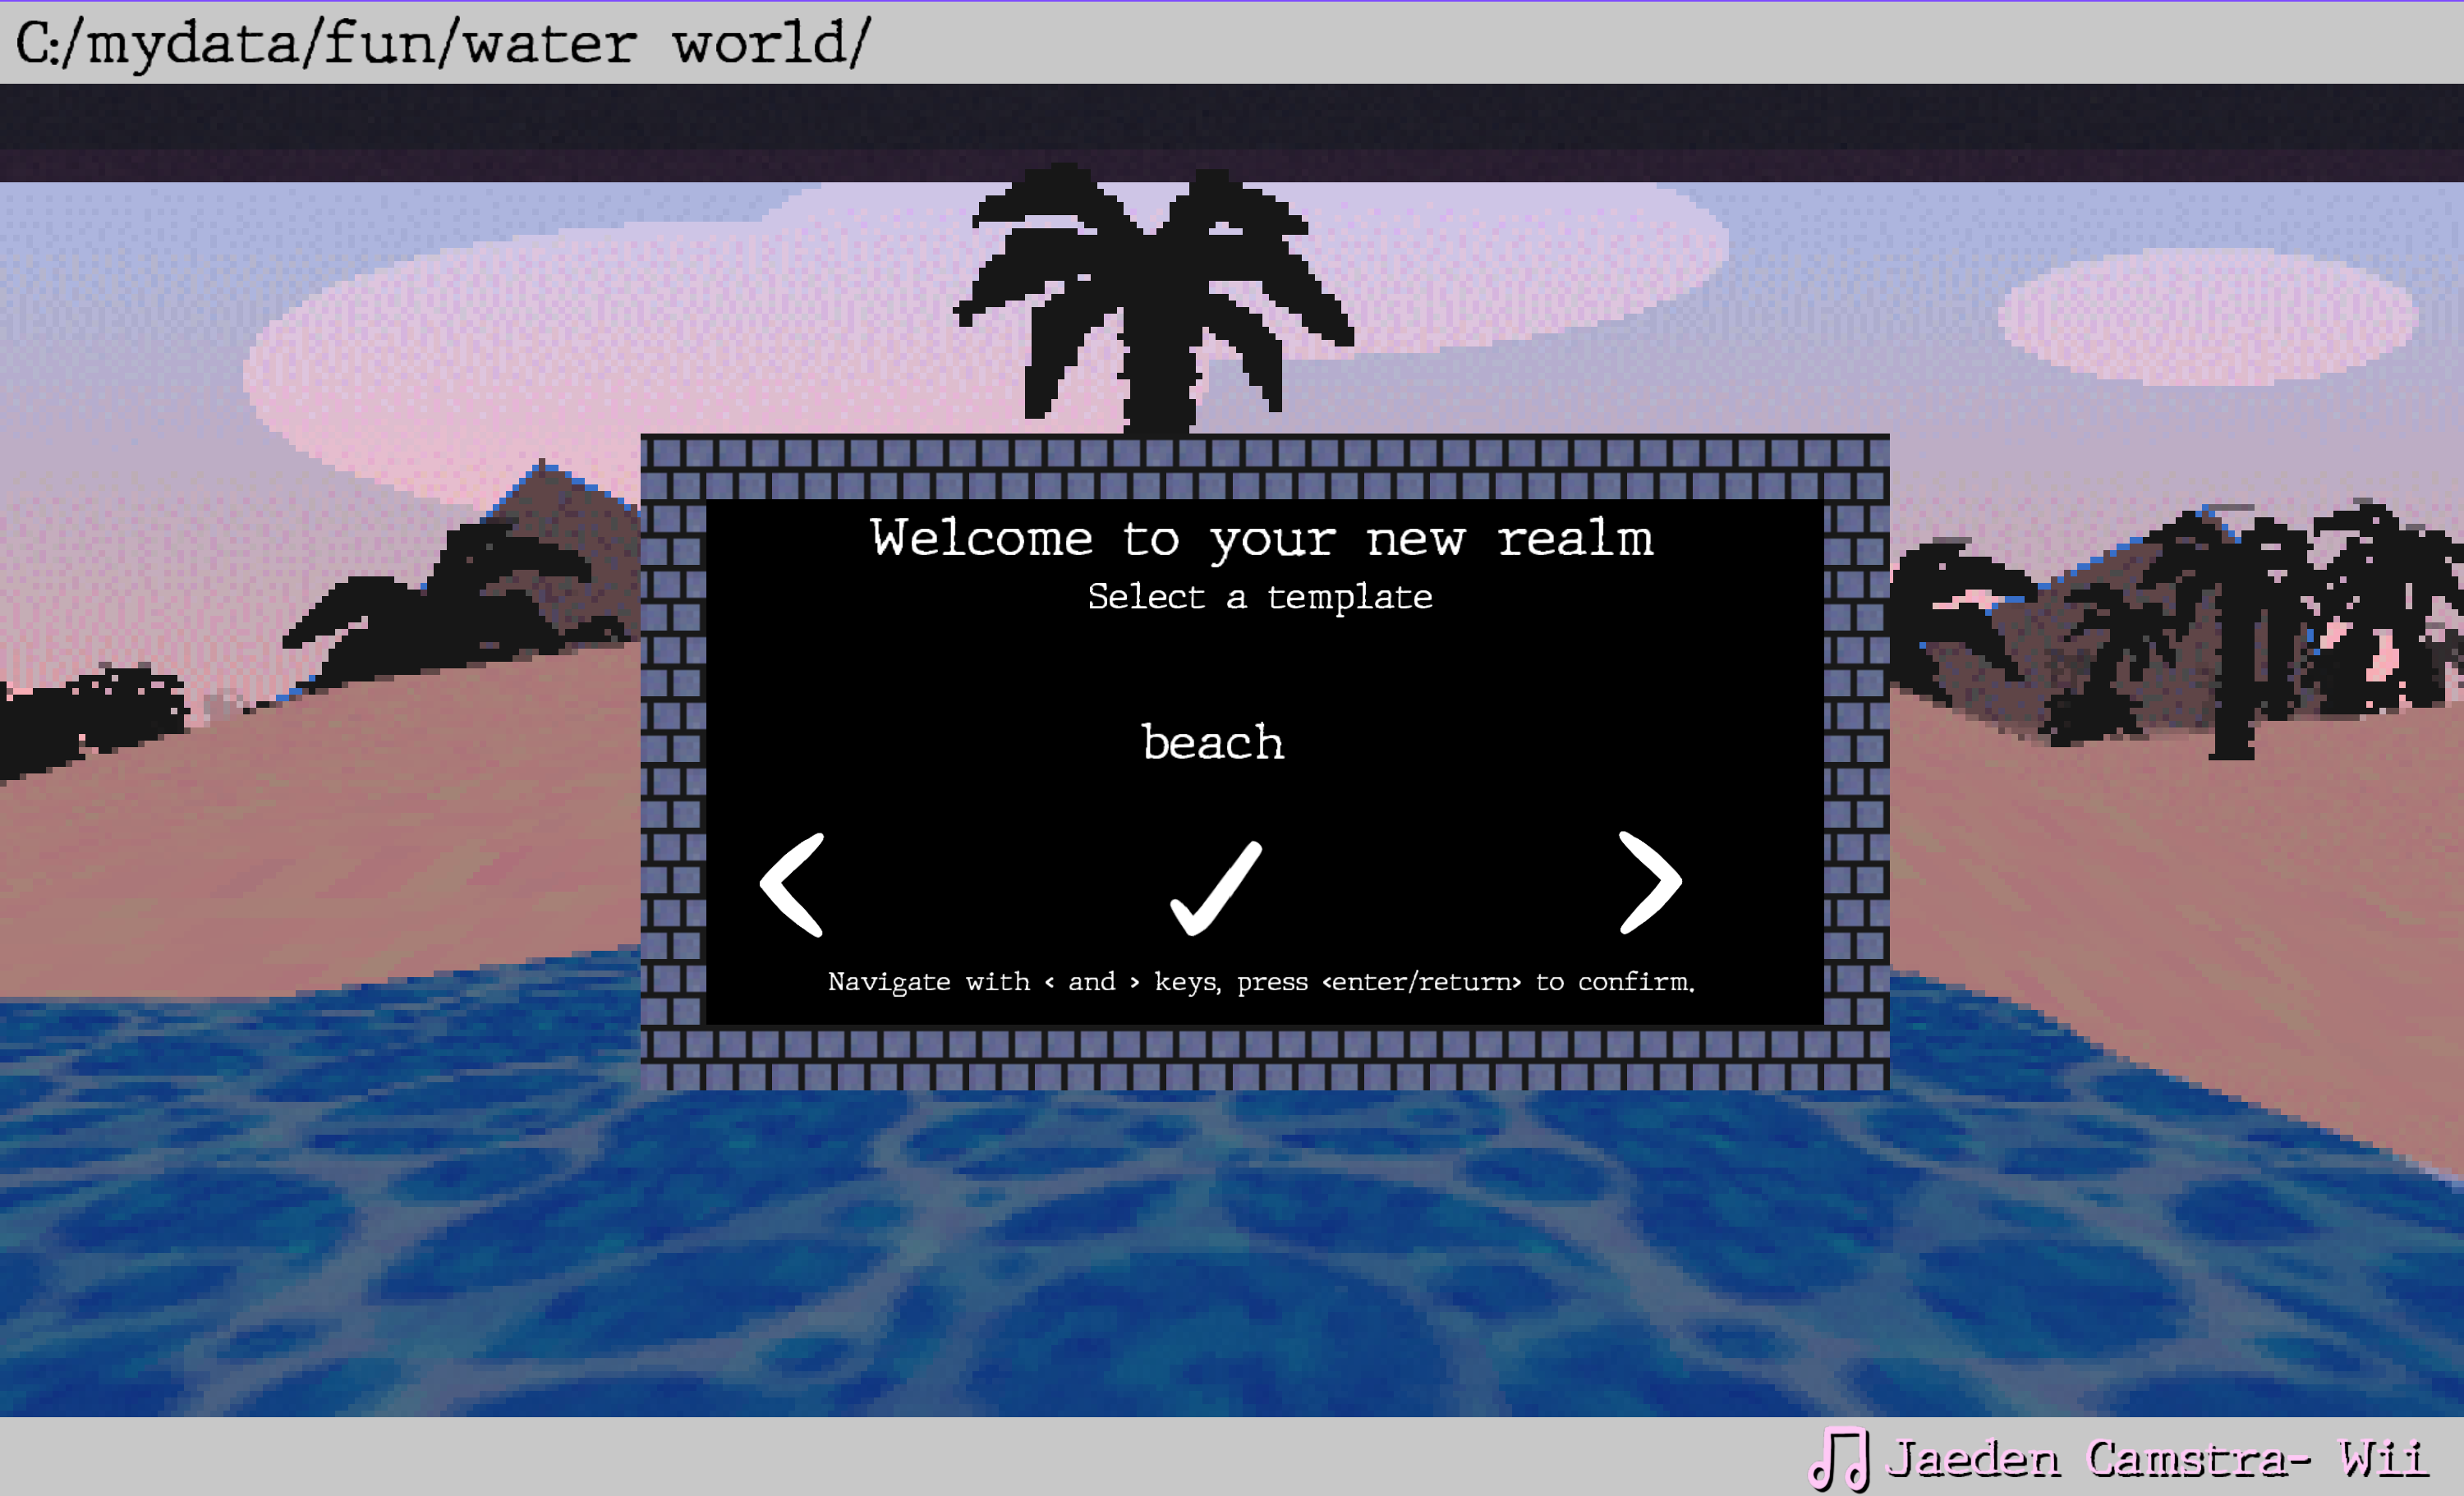 C:/mydata/fun/water world/
Welcome to your new realm
Select a template
beach
Navigate with < and > keys, press <enter/return> to confirm.
Jaeden Camstra- Wii